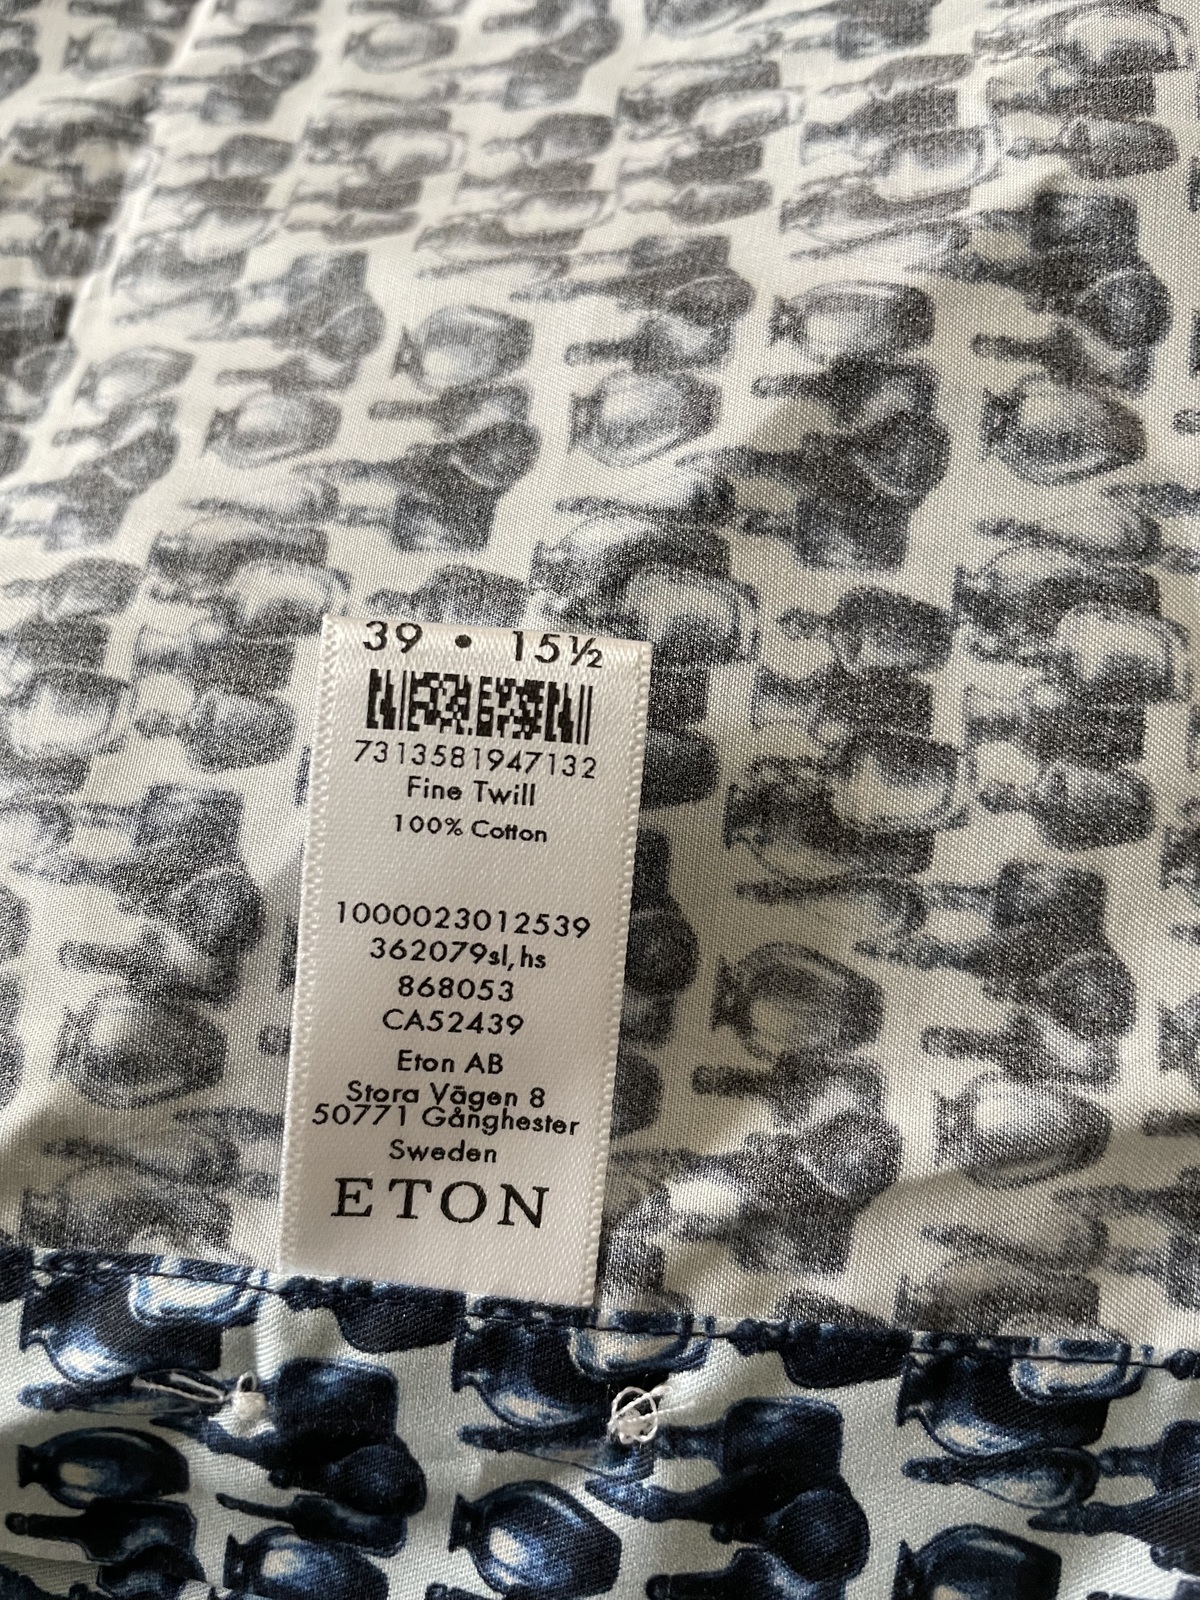 39 • 15½
7313581947132
Fine Twill
100% Cotton
1000023012539
362079sl,hs
868053
CA52439
Eton AB
Stora Vägen 8
50771 Gånghester
Sweden
ETON